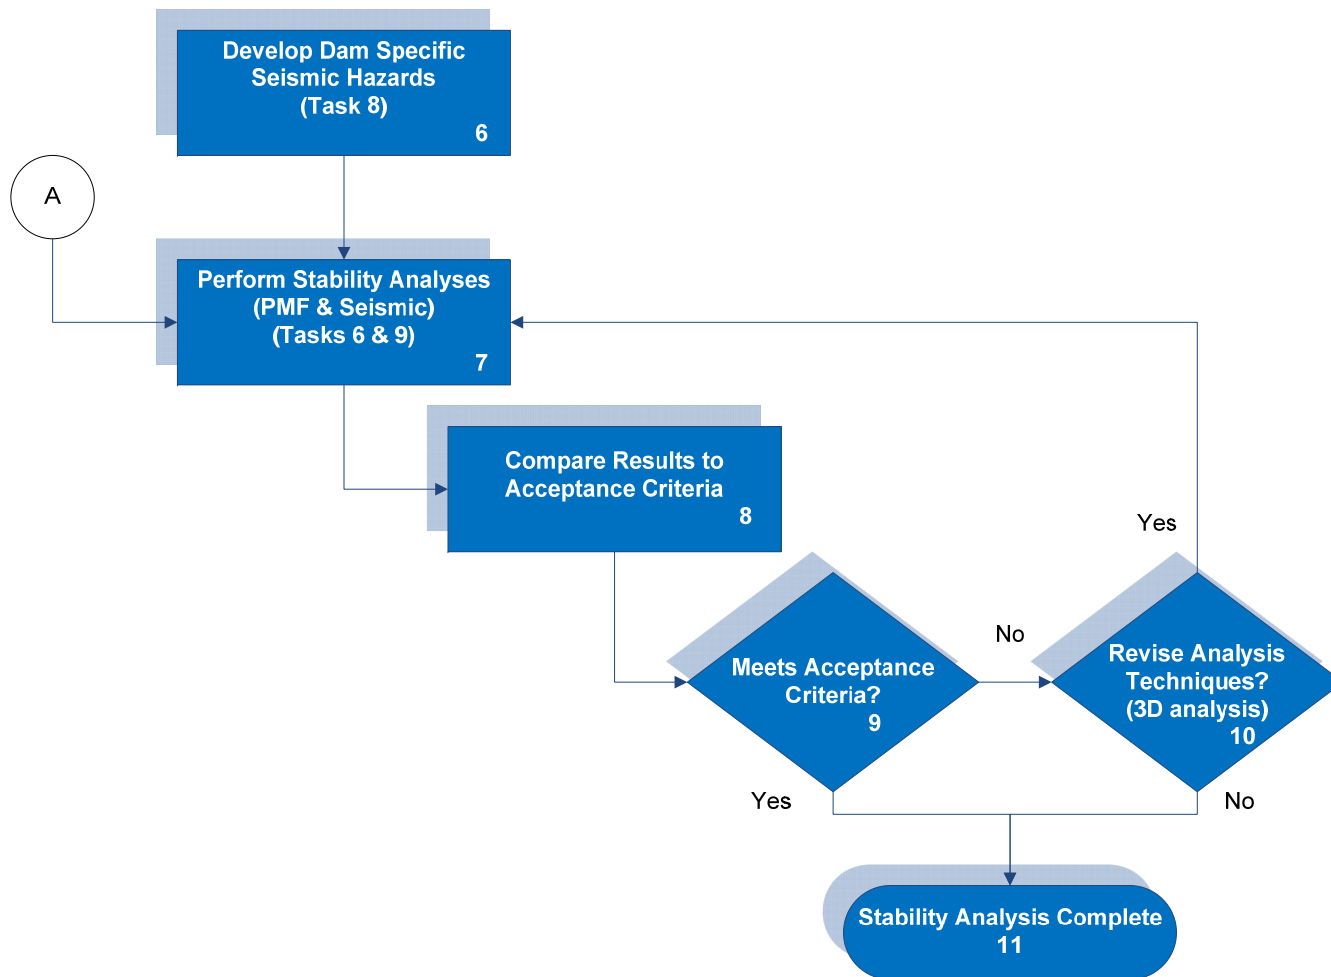 Develop Dam Specific
Seismic Hazards
(Task 8)
6
A
Perform Stability Analyses
(PMF & Seismic)
(Tasks 6 & 9)
7
Compare Results to
Acceptance Criteria
8
Meets Acceptance
Criteria?
9
No
Yes
Revise Analysis
Techniques?
(3D analysis)
10
Yes
No
Stability Analysis Complete
11